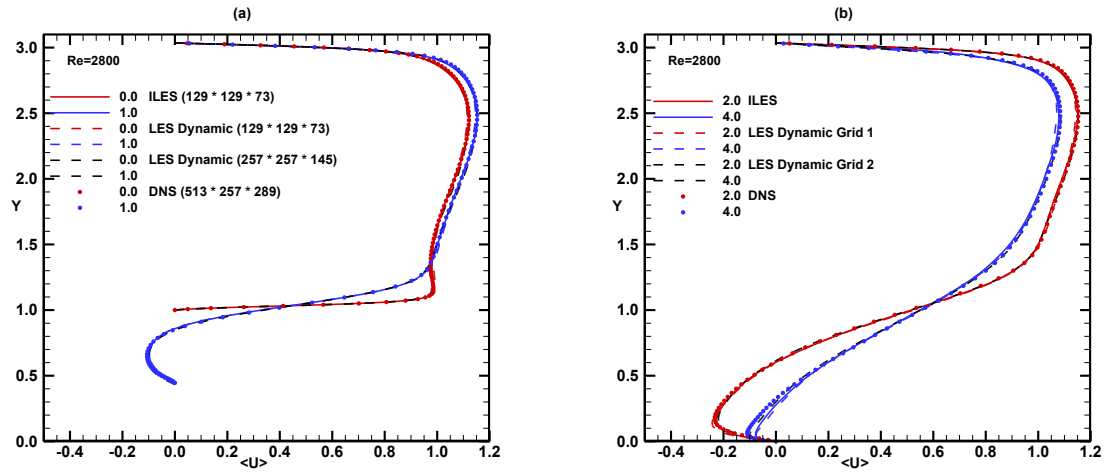 (a)
Re=2800
0.0 ILES (129 * 129 * 73)
1.0
0.0 LES Dynamic (129 * 129 * 73)
1.0
0.0 LES Dynamic (257 * 257 * 145)
1.0
0.0 DNS (513 * 257 * 289)
1.0
Y
3.0
2.5
2.0
1.5
1.0
0.5
0.0
-0.4 -0.2 0.0 0.2 0.4 0.6 0.8 1.0 1.2
<U>
(b)
Re=2800
2.0 ILES
4.0
2.0 LES Dynamic Grid 1
4.0
2.0 LES Dynamic Grid 2
4.0
2.0 DNS
4.0
Y
3.0
2.5
2.0
1.5
1.0
0.5
0.0
-0.4 -0.2 0.0 0.2 0.4 0.6 0.8 1.0 1.2
<U>